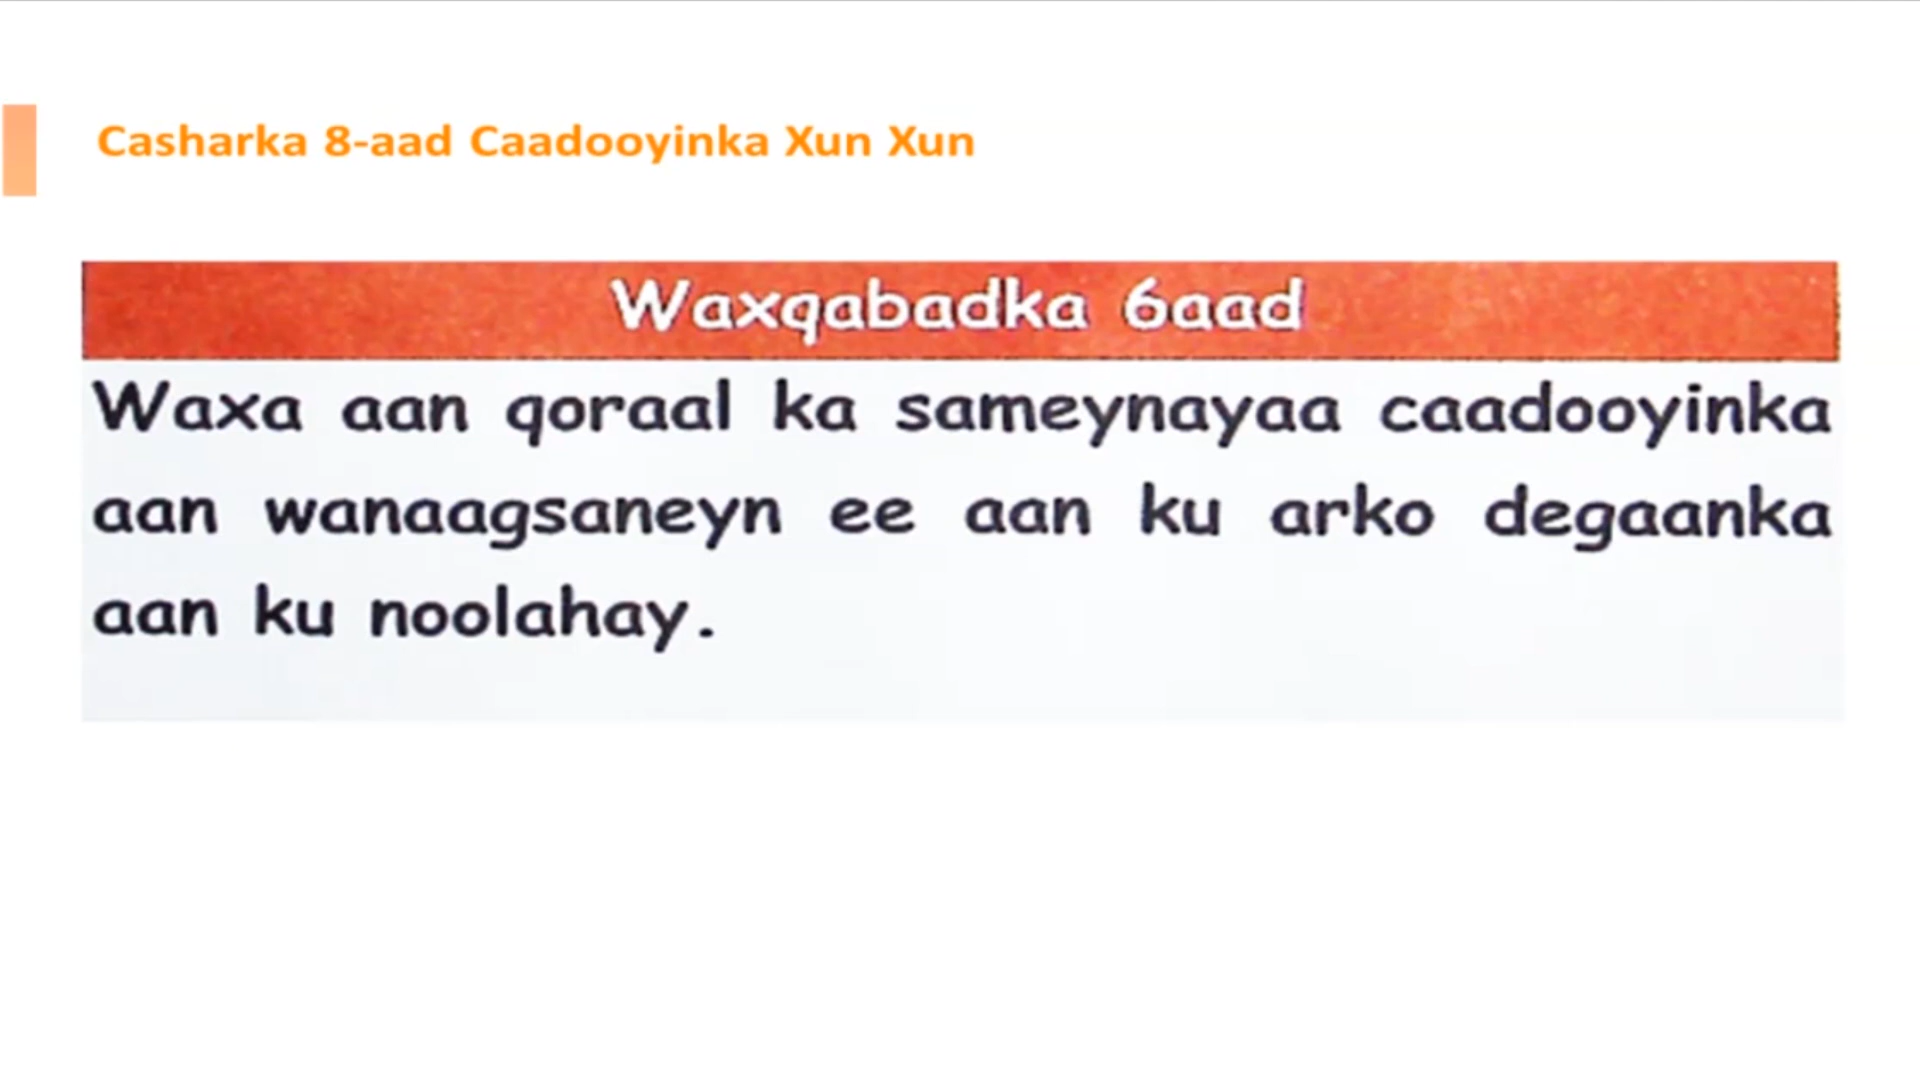 Casharka 8-aad Caadooyinka Xun Xun
Waxqabadka 6aad
Waxa aan qoraal ka sameynayaa caadooyinka
aan wanaagsaneyn ee aan ku arko degaanka
aan ku noolahay.